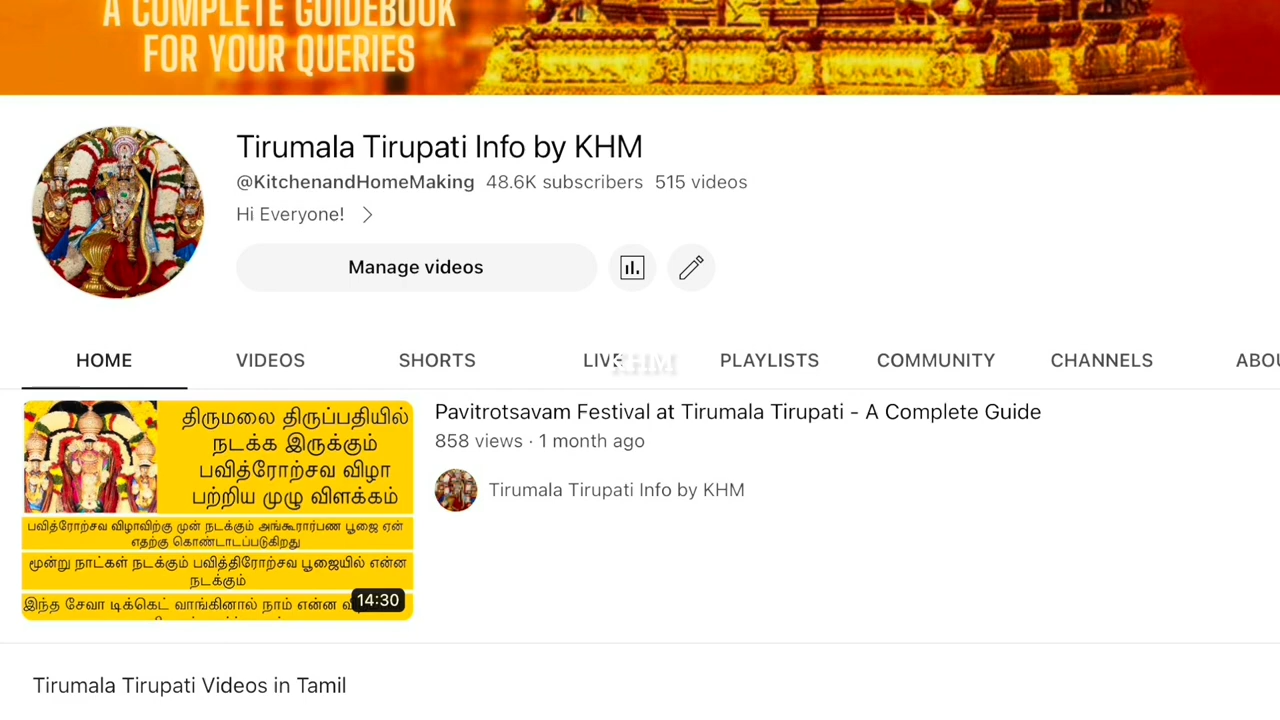 A COMPLETE GUIDEBOOK
FOR YOUR QUERIES
Tirumala Tirupati Info by KHM
@KitchenandHomeMaking 48.6K subscribers 515 videos
Hi Everyone!
Manage videos
HOME VIDEOS SHORTS LIVE PLAYLISTS COMMUNITY CHANNELS ABOU
KHM
திருமலை திருப்பதியில்
நடக்க இருக்கும்
பவித்ரோற்சவ விழா
பற்றிய முழு விளக்கம்
பவித்ரோற்சவ விழாவிற்கு முன் நடக்கும் அங்கூரார்பண பூஜை ஏன்
எதற்கு கொண்டாடப்படுகிறது
மூன்று நாட்கள் நடக்கும் பவித்திரோற்சவ பூஜையில் என்ன
நடக்கும்
இந்த சேவா டிக்கெட் வாங்கினால் நாம் என்ன
14:30
Pavitrotsavam Festival at Tirumala Tirupati - A Complete Guide
858 views · 1 month ago
Tirumala Tirupati Info by KHM
Tirumala Tirupati Videos in Tamil